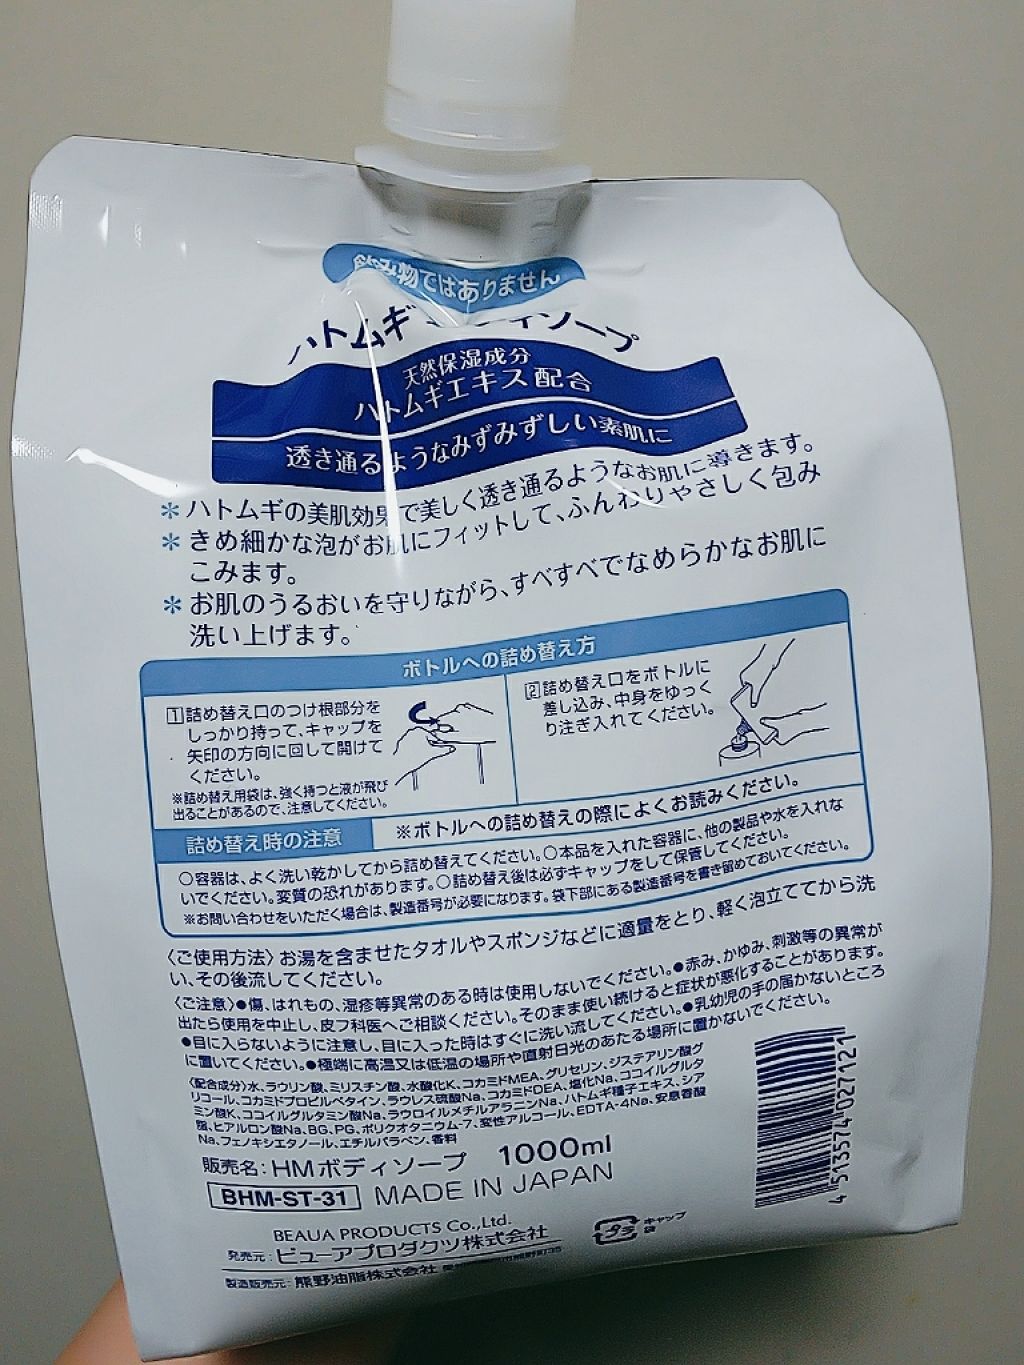 飲み物ではありません
ハトムギボディソープ
天然保湿成分
ハトムギエキス配合
透き通るようなみずみずしい素肌に
＊ハトムギの美肌効果で美しく透き通るようなお肌に導きます。
＊きめ細かな泡がお肌にフィットして、ふんわりやさしく包み
こみます。
＊お肌のうるおいを守りながら、すべすべでなめらかなお肌に
洗い上げます。
ボトルへの詰め替え方
1 詰め替え口のつけ根部分を
しっかり持って、キャップを
矢印の方向に回して開けて
ください。
※詰め替え用袋は、強く持つと液が飛び
出ることがあるので、注意してください。
2 詰め替え口をボトルに
差し込み、中身をゆっく
り注ぎ入れてください。
詰め替え時の注意
※ボトルへの詰め替えの際によくお読みください。
○容器は、よく洗い乾かしてから詰め替えてください。○本品を入れた容器に、他の製品や水を入れな
いでください。変質の恐れがあります。○詰め替え後は必ずキャップをして保管してください。
※お問い合わせをいただく場合は、製造番号が必要になります。袋下部にある製造番号を書き留めておいてください。
〈ご使用方法〉お湯を含ませたタオルやスポンジなどに適量をとり、軽く泡立ててから洗
い、その後流してください。
〈ご注意〉●傷、はれもの、湿疹等異常のある時は使用しないでください。●赤み、かゆみ、刺激等の異常が
出たら使用を中止し、皮フ科医へご相談ください。そのまま使い続けると症状が悪化することがあります。
●目に入らないように注意し、目に入った時はすぐに洗い流してください。●乳幼児の手の届かないところ
に置いてください。●極端に高温又は低温の場所や直射日光のあたる場所に置かないでください。
〈配合成分〉水、ラウリン酸、ミリスチン酸、水酸化K、コカミドMEA、グリセリン、ジステアリン酸グ
リコール、コカミドプロピルベタイン、ラウレス硫酸Na、コカミドDEA、塩化Na、ココイルグルタ
ミン酸K、ココイルグルタミン酸Na、ラウロイルメチルアラニンNa、ハトムギ種子エキス、シア
脂、ヒアルロン酸Na、BG、PG、ポリクオタニウム-7、変性アルコール、EDTA-4Na、安息香酸
Na、フェノキシエタノール、エチルパラベン、香料
販売名：HMボディソープ 1000ml
BHM-ST-31 MADE IN JAPAN
BEAUA PRODUCTS Co.,Ltd.
発売元：ビューアプロダクツ株式会社
製造販売元：熊野油脂株式会社
プラ キャップ
袋
4 513574 027121